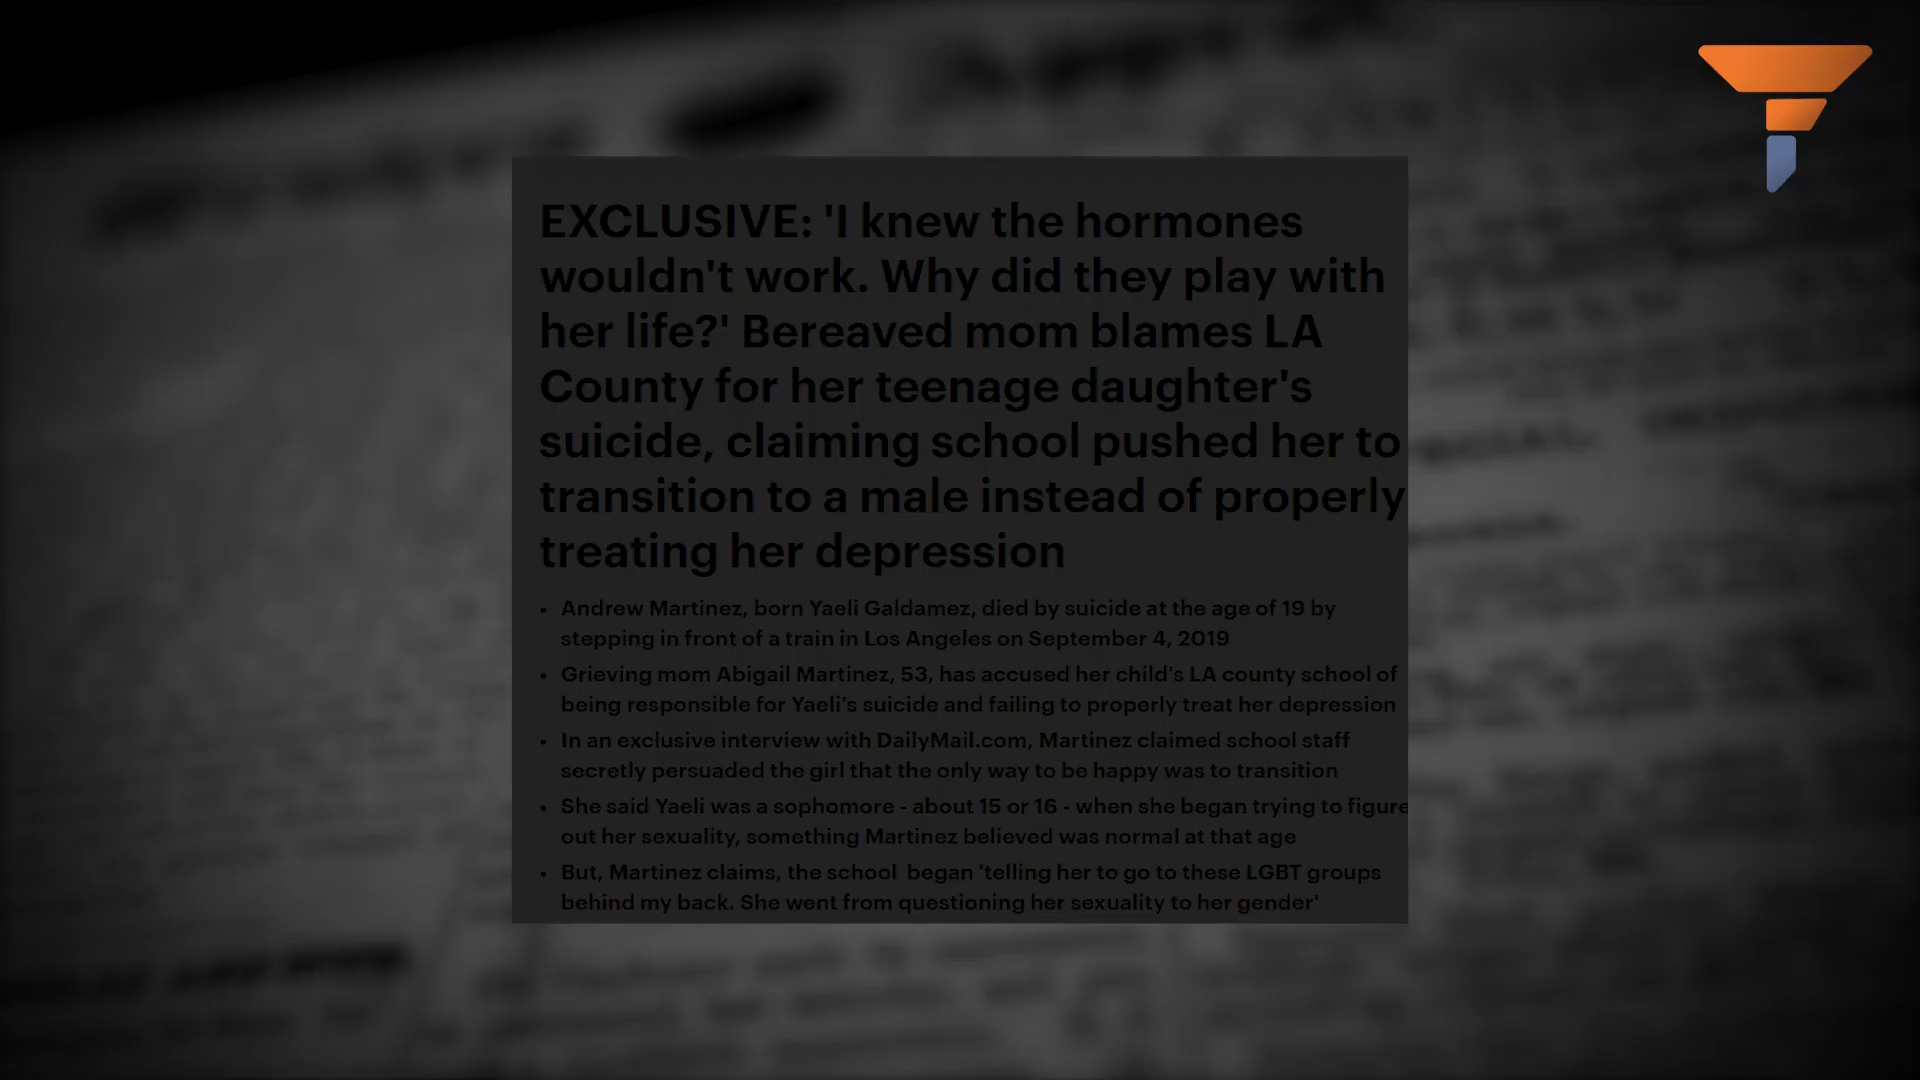 EXCLUSIVE: 'I knew the hormones
wouldn't work. Why did they play with
her life?' Bereaved mom blames LA
County for her teenage daughter's
suicide, claiming school pushed her to
transition to a male instead of properly
treating her depression
• Andrew Martinez, born Yaeli Galdamez, died by suicide at the age of 19 by
stepping in front of a train in Los Angeles on September 4, 2019
• Grieving mom Abigail Martinez, 53, has accused her child's LA county school of
being responsible for Yaeli's suicide and failing to properly treat her depression
• In an exclusive interview with DailyMail.com, Martinez claimed school staff
secretly persuaded the girl that the only way to be happy was to transition
• She said Yaeli was a sophomore - about 15 or 16 - when she began trying to figure
out her sexuality, something Martinez believed was normal at that age
• But, Martinez claims, the school began 'telling her to go to these LGBT groups
behind my back. She went from questioning her sexuality to her gender'